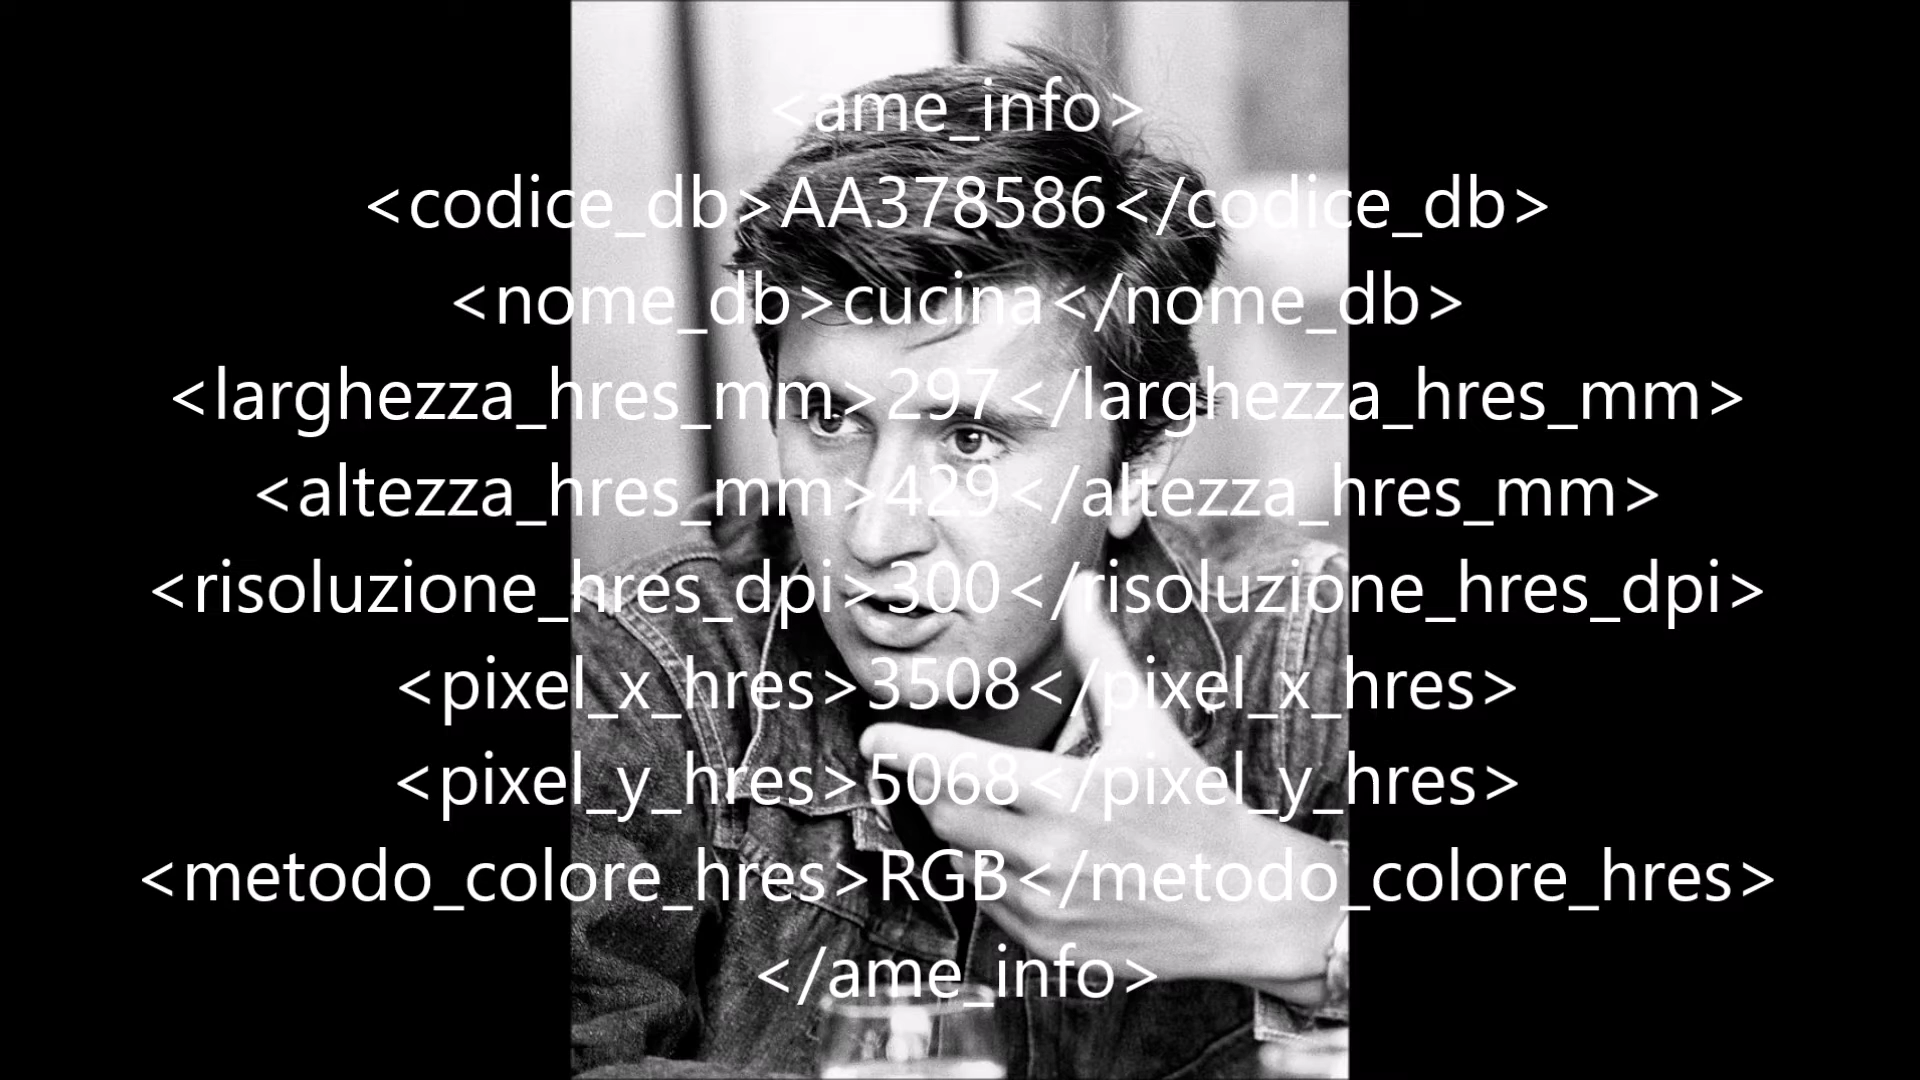 <ame_info>
<codice_db>AA378586</codice_db>
<nome_db>cucina</nome_db>
<larghezza_hres_mm>297</larghezza_hres_mm>
<altezza_hres_mm>429</altezza_hres_mm>
<risoluzione_hres_dpi>300</risoluzione_hres_dpi>
<pixel_x_hres>3508</pixel_x_hres>
<pixel_y_hres>5068</pixel_y_hres>
<metodo_colore_hres>RGB</metodo_colore_hres>
</ame_info>